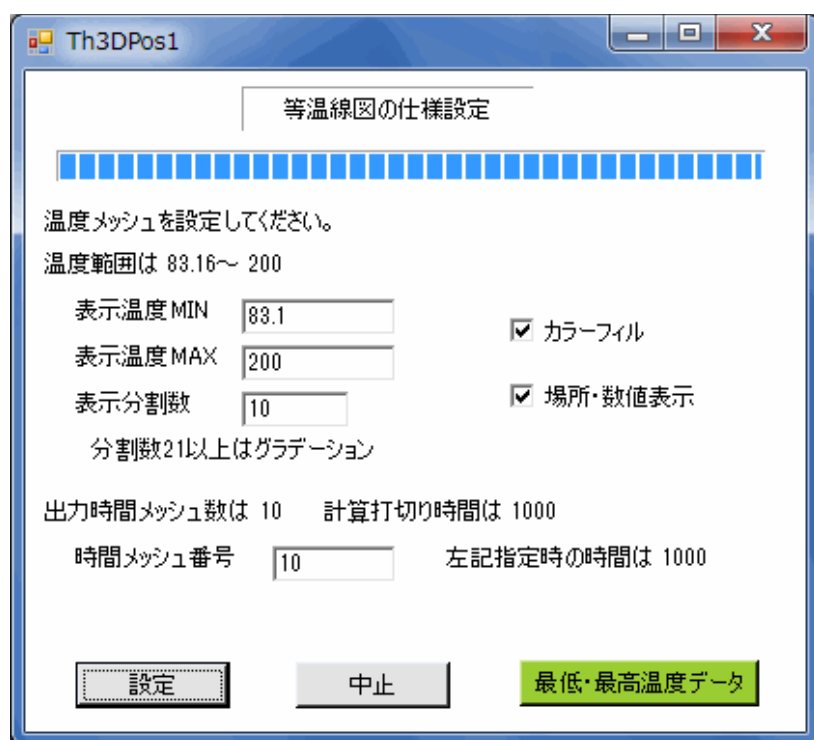 Th3DPos1
等温線図の仕様設定
温度メッシュを設定してください。
温度範囲は 83.16～ 200
表示温度MIN 83.1
カラーフィル
表示温度MAX 200
表示分割数 10
場所・数値表示
分割数21以上はグラデーション
出力時間メッシュ数は 10 計算打切り時間は 1000
時間メッシュ番号 10 左記指定時の時間は 1000
設定 中止 最低・最高温度データ